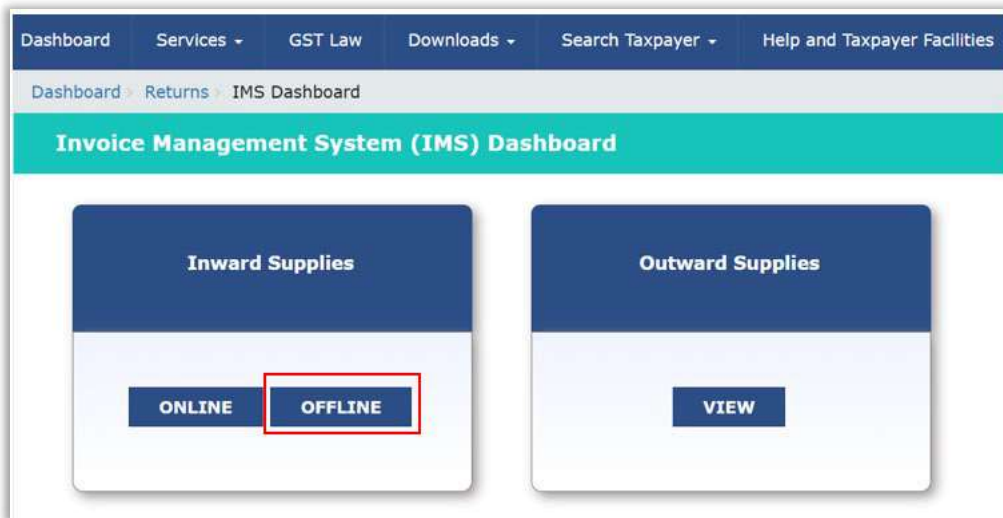 Dashboard Services GST Law Downloads Search Taxpayer Help and Taxpayer Facilities
Dashboard Returns IMS Dashboard
Invoice Management System (IMS) Dashboard
Inward Supplies
Outward Supplies
ONLINE OFFLINE
VIEW